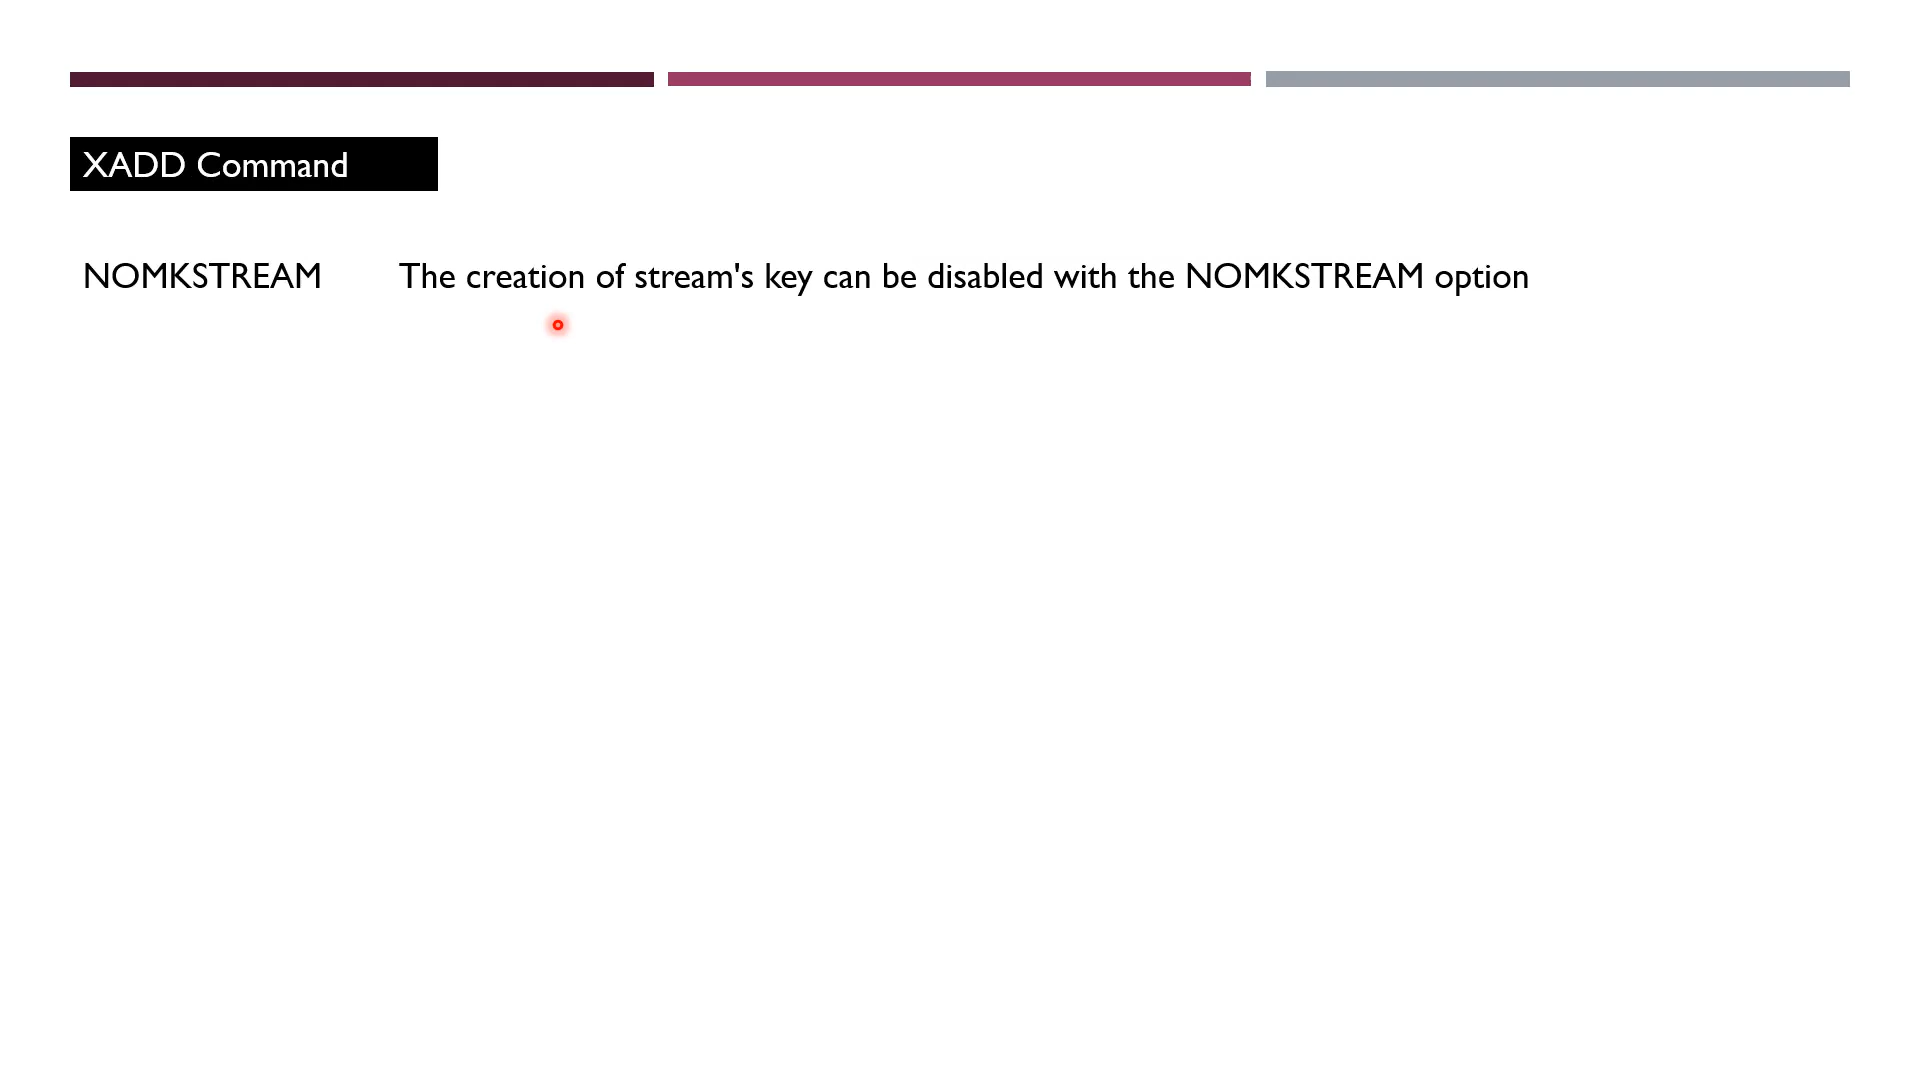 XADD Command
NOMKSTREAM The creation of stream's key can be disabled with the NOMKSTREAM option